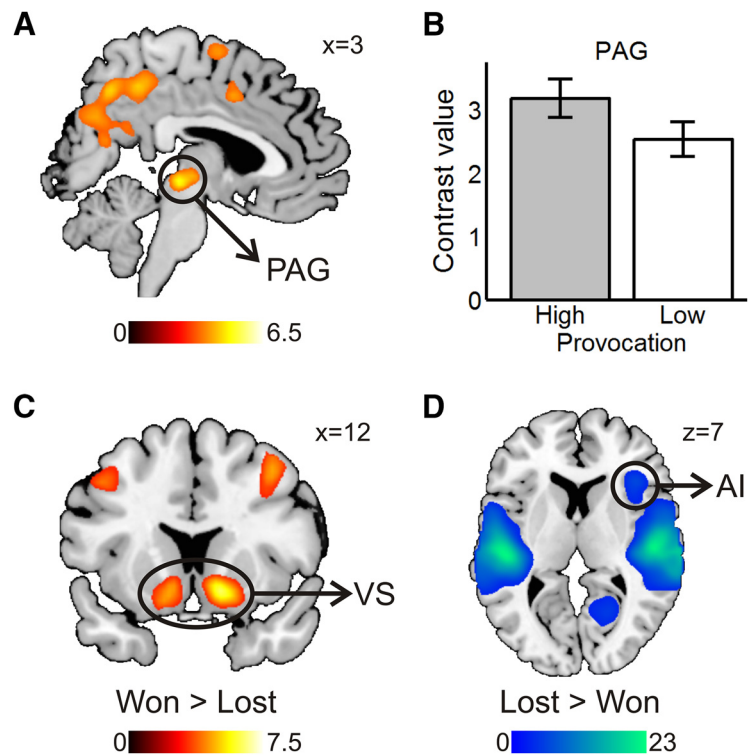 A
x=3
PAG
0 6.5
B
PAG
Contrast value
3
2
1
0
High Low
Provocation
C
x=12
VS
Won > Lost
0 7.5
D
z=7
AI
Lost > Won
0 23